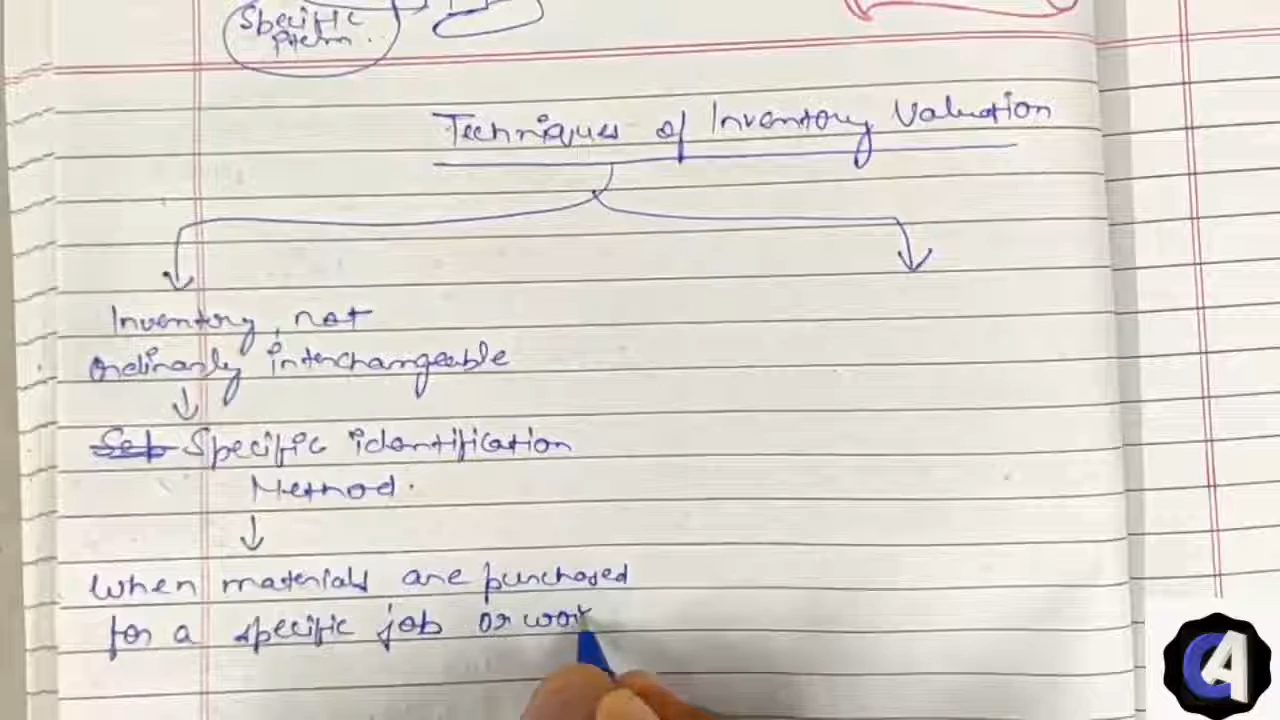 Specific
Techniques of Inventory Valuation
Inventory, not
Ordinarily interchangeable
Specific identification
Method.
When materials are purchased
for a specific job or work
CA